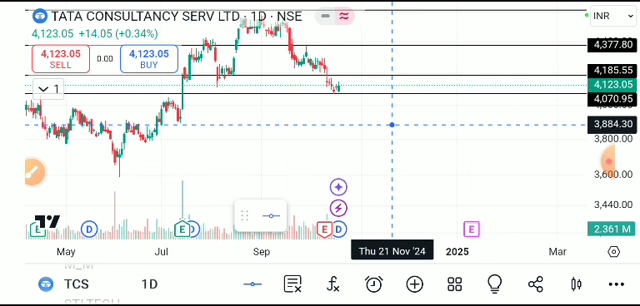 TATA CONSULTANCY SERV LTD · 1D · NSE
INR
4,123.05 +14.05 (+0.34%)
4,123.05
SELL
0.00
4,123.05
BUY
1
4,377.80
4,185.55
4,123.05
4,070.95
3,884.30
3,800.00
3,600.00
3,440.00
2.361 M
E D E D E D E
May Jul Sep Thu 21 Nov '24 2025 Mar
TCS 1D